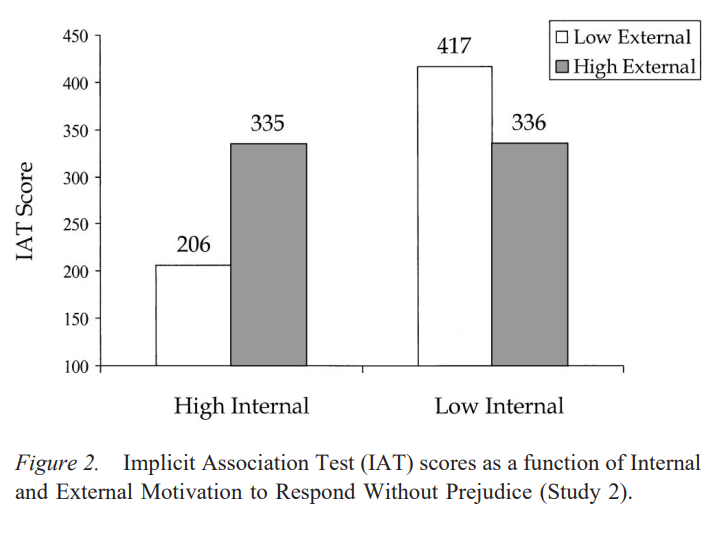 450
400
350
300
250
200
150
100
IAT Score
206
335
417
336
Low External
High External
High Internal
Low Internal
Figure 2. Implicit Association Test (IAT) scores as a function of Internal
and External Motivation to Respond Without Prejudice (Study 2).